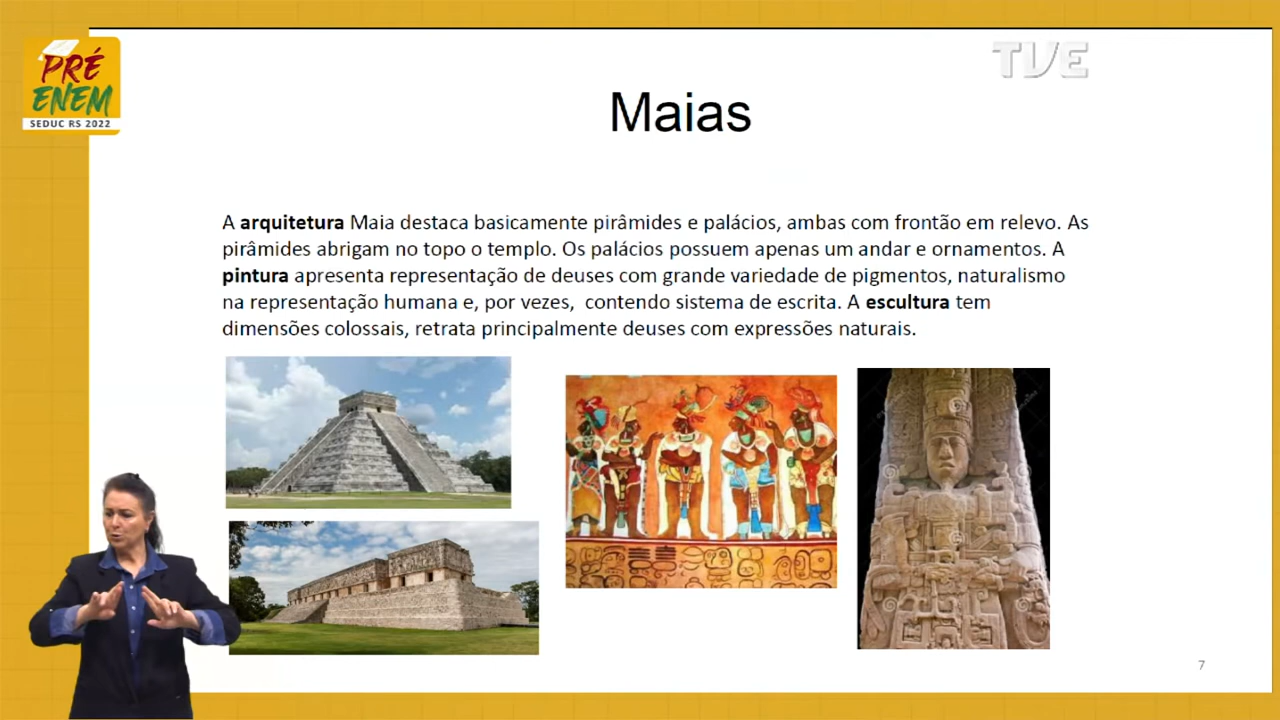 PRÉ
ENEM
SEDUC RS 2022
TVE
Maias
A arquitetura Maia destaca basicamente pirâmides e palácios, ambas com frontão em relevo. As
pirâmides abrigam no topo o templo. Os palácios possuem apenas um andar e ornamentos. A
pintura apresenta representação de deuses com grande variedade de pigmentos, naturalismo
na representação humana e, por vezes, contendo sistema de escrita. A escultura tem
dimensões colossais, retrata principalmente deuses com expressões naturais.
7